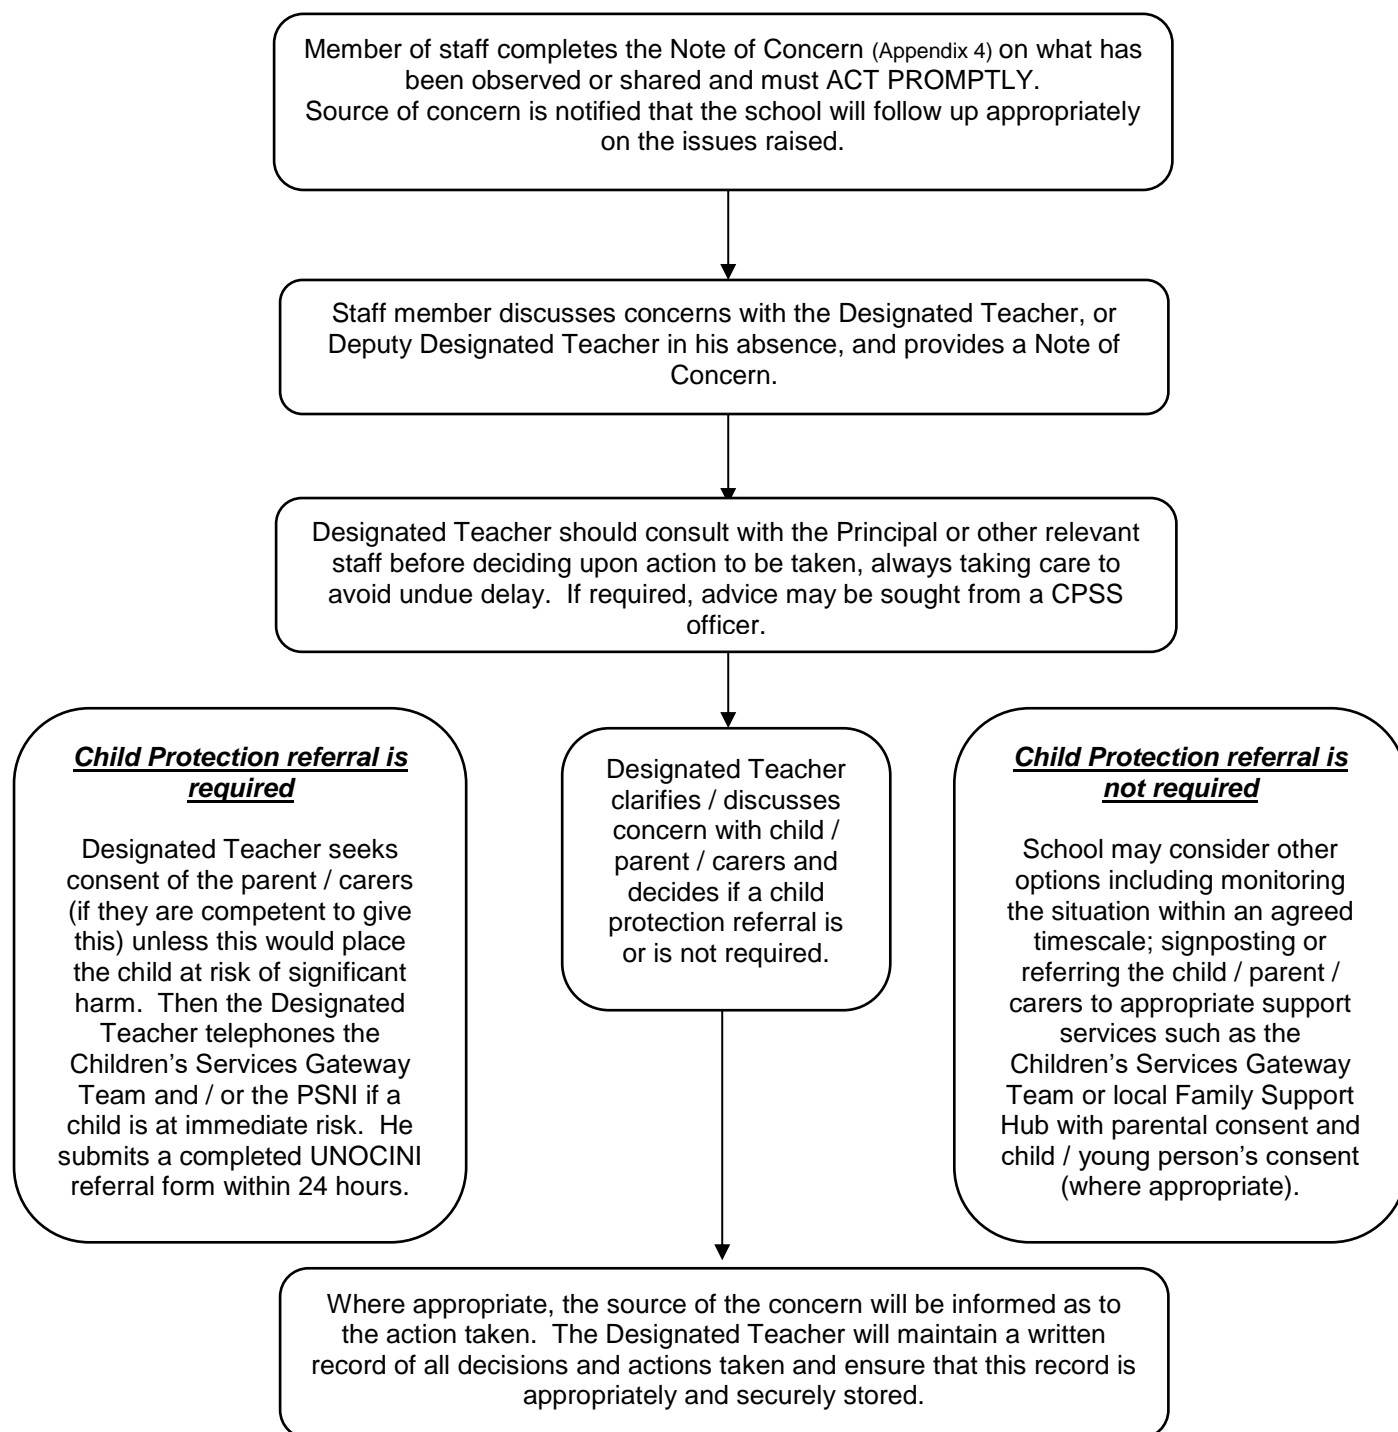 Member of staff completes the Note of Concern (Appendix 4) on what has
been observed or shared and must ACT PROMPTLY.
Source of concern is notified that the school will follow up appropriately
on the issues raised.
Staff member discusses concerns with the Designated Teacher, or
Deputy Designated Teacher in his absence, and provides a Note of
Concern.
Designated Teacher should consult with the Principal or other relevant
staff before deciding upon action to be taken, always taking care to
avoid undue delay.  If required, advice may be sought from a CPSS
officer.
Child Protection referral is
required
Designated Teacher seeks
consent of the parent / carers
(if they are competent to give
this) unless this would place
the child at risk of significant
harm.  Then the Designated
Teacher telephones the
Children’s Services Gateway
Team and / or the PSNI if a
child is at immediate risk.  He
submits a completed UNOCINI
referral form within 24 hours.
Designated Teacher
clarifies / discusses
concern with child /
parent / carers and
decides if a child
protection referral is
or is not required.
Child Protection referral is
not required
School may consider other
options including monitoring
the situation within an agreed
timescale; signposting or
referring the child / parent /
carers to appropriate support
services such as the
Children’s Services Gateway
Team or local Family Support
Hub with parental consent and
child / young person’s consent
(where appropriate).
Where appropriate, the source of the concern will be informed as to
the action taken.  The Designated Teacher will maintain a written
record of all decisions and actions taken and ensure that this record is
appropriately and securely stored.